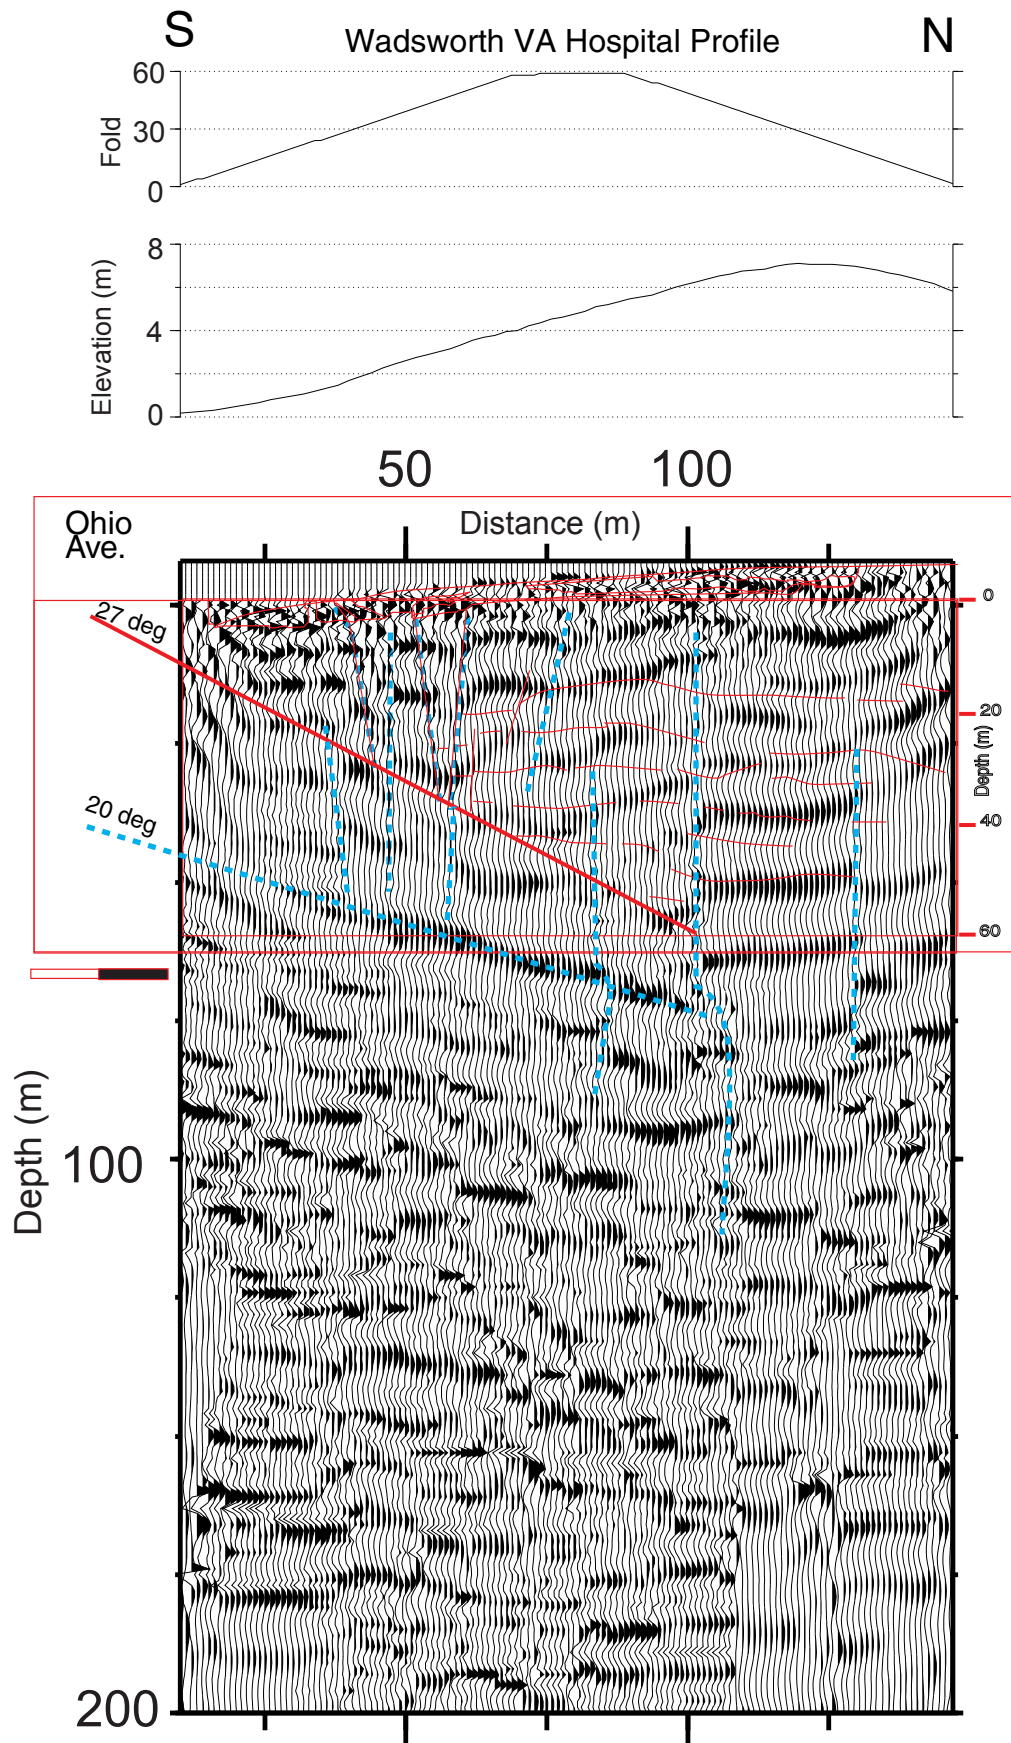 S
N
Wadsworth VA Hospital Profile
60
30
0
Fold
8
4
0
Elevation (m)
50
100
Ohio
Ave.
Distance (m)
0
27 deg
20
Depth (m)
20 deg
40
60
Depth (m)
100
200